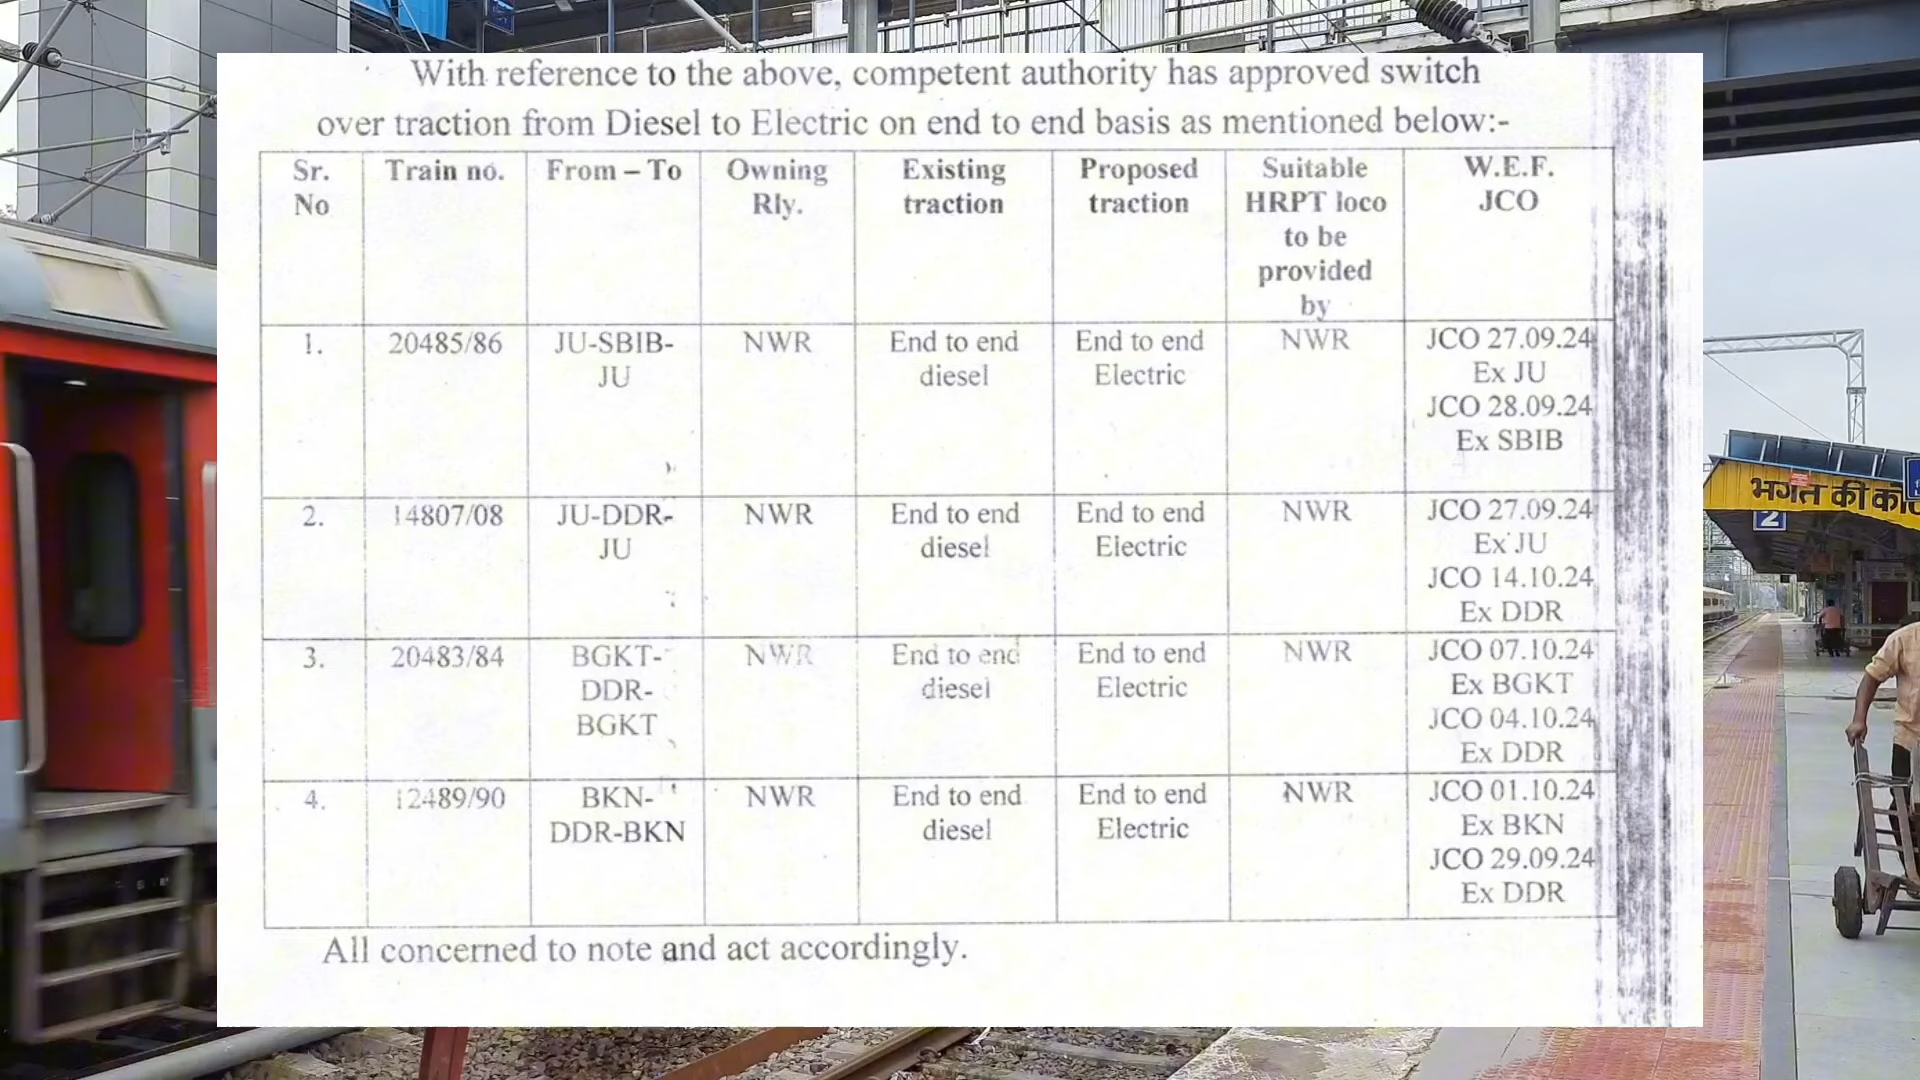 With reference to the above, competent authority has approved switch
over traction from Diesel to Electric on end to end basis as mentioned below:-
Sr. No | Train no. | From – To | Owning Rly. | Existing traction | Proposed traction | Suitable HRPT loco to be provided by | W.E.F. JCO
1. | 20485/86 | JU-SBIB-JU | NWR | End to end diesel | End to end Electric | NWR | JCO 27.09.24 Ex JU JCO 28.09.24 Ex SBIB
2. | 14807/08 | JU-DDR-JU | NWR | End to end diesel | End to end Electric | NWR | JCO 27.09.24 Ex JU JCO 14.10.24 Ex DDR
3. | 20483/84 | BGKT-DDR-BGKT | NWR | End to end diesel | End to end Electric | NWR | JCO 07.10.24 Ex BGKT JCO 04.10.24 Ex DDR
4. | 12489/90 | BKN-DDR-BKN | NWR | End to end diesel | End to end Electric | NWR | JCO 01.10.24 Ex BKN JCO 29.09.24 Ex DDR
All concerned to note and act accordingly.
भगत की
2